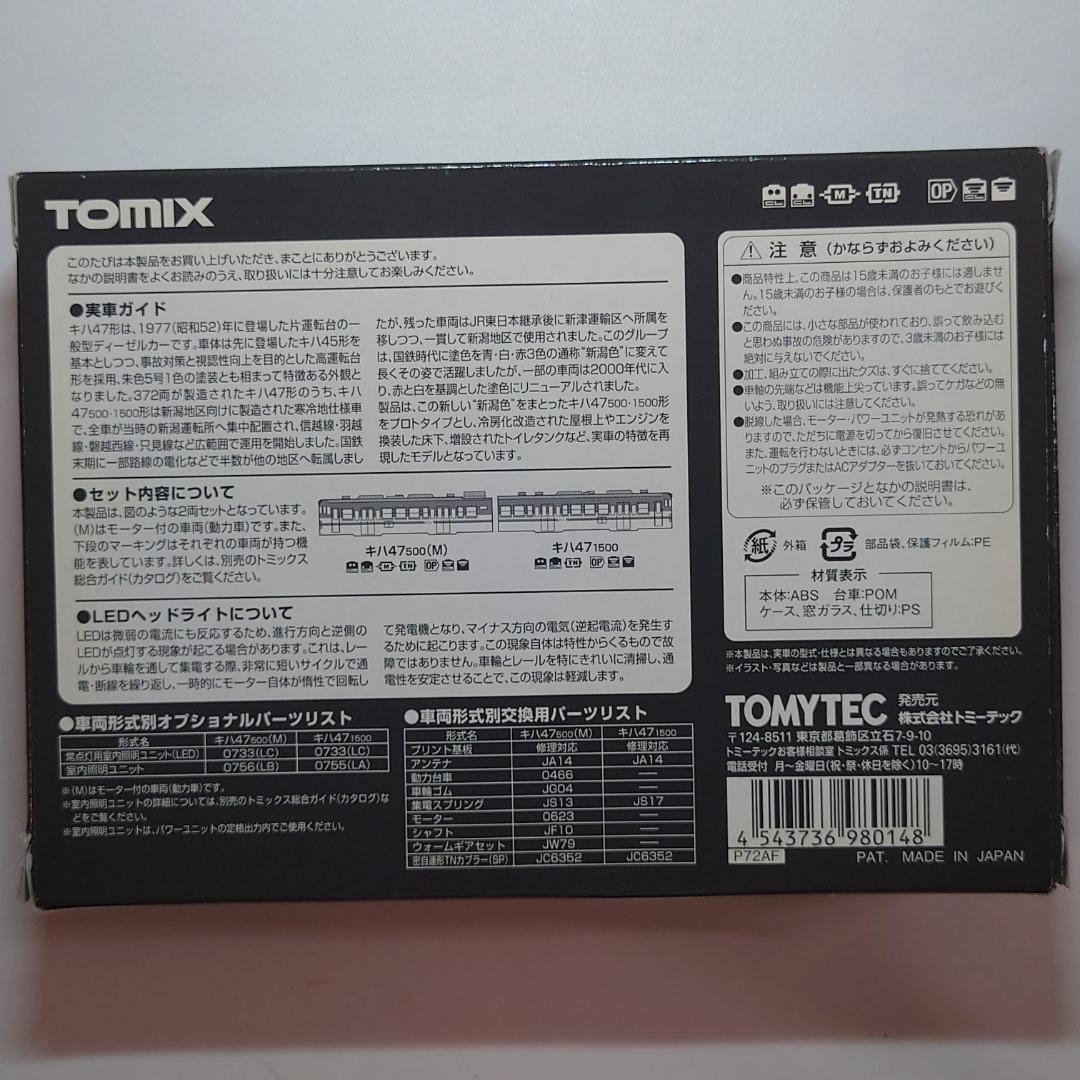 TOMIX
CL CL M TN OP
このたびは本製品をお買い上げいただき、まことにありがとうございます。
なかの説明書をよくお読みのうえ、取り扱いには十分注意してお楽しみください。
●実車ガイド
キハ47形は、1977(昭和52)年に登場した片運転台の一
般型ディーゼルカーです。車体は先に登場したキハ45形を
基本としつつ、事故対策と視認性向上を目的とした高運転台
形を採用、朱色5号1色の塗装とも相まって特徴ある外観と
なりました。372両が製造されたキハ47形のうち、キハ
47500・1500形は新潟地区向けに製造された寒冷地仕様車
で、全車が当時の新潟運転所へ集中配置され、信越線・羽越
線・磐越西線・只見線など広範囲で運用を開始しました。国鉄
末期に一部路線の電化などで半数が他の地区へ転属しまし
たが、残った車両はJR東日本継承後に新津運輸区へ所属を
移しつつ、一貫して新潟地区で使用されました。このグループ
は、国鉄時代に塗色を青・白・赤3色の通称"新潟色"に変えて
長くその姿で活躍しましたが、一部の車両は2000年代に入
り、赤と白を基調とした塗色にリニューアルされました。
製品は、この新しい"新潟色"をまとったキハ47500・1500形
をプロトタイプとし、冷房化改造された屋根上やエンジンを
換装した床下、増設されたトイレタンクなど、実車の特徴を再
現したモデルとなっています。
●セット内容について
本製品は、図のような2両セットとなっています。
(M)はモーター付の車両(動力車)です。また、
下段のマーキングはそれぞれの車両が持つ機
能を表しています。詳しくは、別売のトミックス
総合ガイド(カタログ)をご覧ください。
キハ47500(M)
M TN OP
キハ471500
TN OP
●LEDヘッドライトについて
LEDは微弱の電流にも反応するため、進行方向と逆側の
LEDが点灯する現象が起こる場合があります。これは、レー
ルから車輪を通して集電する際、非常に短いサイクルで通
電・断線を繰り返し、一時的にモーター自体が惰性で回転し
て発電機となり、マイナス方向の電気(逆起電流)を発生す
るために起こります。この現象自体は特性からくるもので故
障ではありません。車輪とレールを特にきれいに清掃し、通
電性を安定させることで、この現象は軽減します。
●車両形式別オプショナルパーツリスト
形式名 キハ47500(M) キハ471500
常点灯用室内照明ユニット(LED) 0733(LC) 0733(LC)
室内照明ユニット 0756(LB) 0755(LA)
※(M)はモーター付の車両(動力車)です。
※室内照明ユニットの詳細については、別売のトミックス総合ガイド(カタログ)な
どをご覧ください。
※室内照明ユニットは、パワーユニットの定格出力内でご使用ください。
●車両形式別交換用パーツリスト
形式名 キハ47500(M) キハ471500
プリント基板 修理対応 修理対応
アンテナ JA14 JA14
動力台車 0466 ―
車輪ゴム JG04 ―
集電スプリング JS13 JS17
モーター 0623 ―
シャフト JF10 ―
ウォームギアセット JW79 ―
密自連形TNカプラー(SP) JC6352 JC6352
⚠ 注 意 (かならずおよみください)
●商品特性上、この商品は15歳未満のお子様には適しませ
ん。15歳未満のお子様の場合は、保護者のもとでお遊びく
ださい。
●この商品には、小さな部品が使われており、誤って飲み込む
と思わぬ事故の危険がありますので、3歳未満のお子様には
絶対に与えないでください。
●加工、組み立ての際に出たクズは、すぐに捨ててください。
●車輪の先端などは機能上尖っています。誤ってケガなどの無
いよう、取り扱いには注意してください。
●脱線した場合、モーター・パワーユニットが発熱する恐れがあ
りますので、ただちに電源を切ってから復旧させてください。
また、運転を行わないときには、必ずコンセントからパワーユ
ニットのプラグまたはACアダプターを抜いておいてください。
※このパッケージとなかの説明書は、
必ず保管しておいてください。
紙 外箱 プラ 部品袋、保護フィルム:PE
材質表示
本体:ABS 台車:POM
ケース、窓ガラス、仕切り:PS
※本製品は、実車の型式・仕様とは異なる場合もありますのでご了承ください。
※イラスト・写真などは製品と一部異なる場合があります。
TOMYTEC 発売元
株式会社トミーテック
〒124-8511 東京都葛飾区立石7-9-10
トミーテックお客様相談室 トミックス係 TEL 03(3695)3161(代)
電話受付 月~金曜日(祝・祭・休日を除く)10~17時
4 543736 980148
P72AF PAT. MADE IN JAPAN